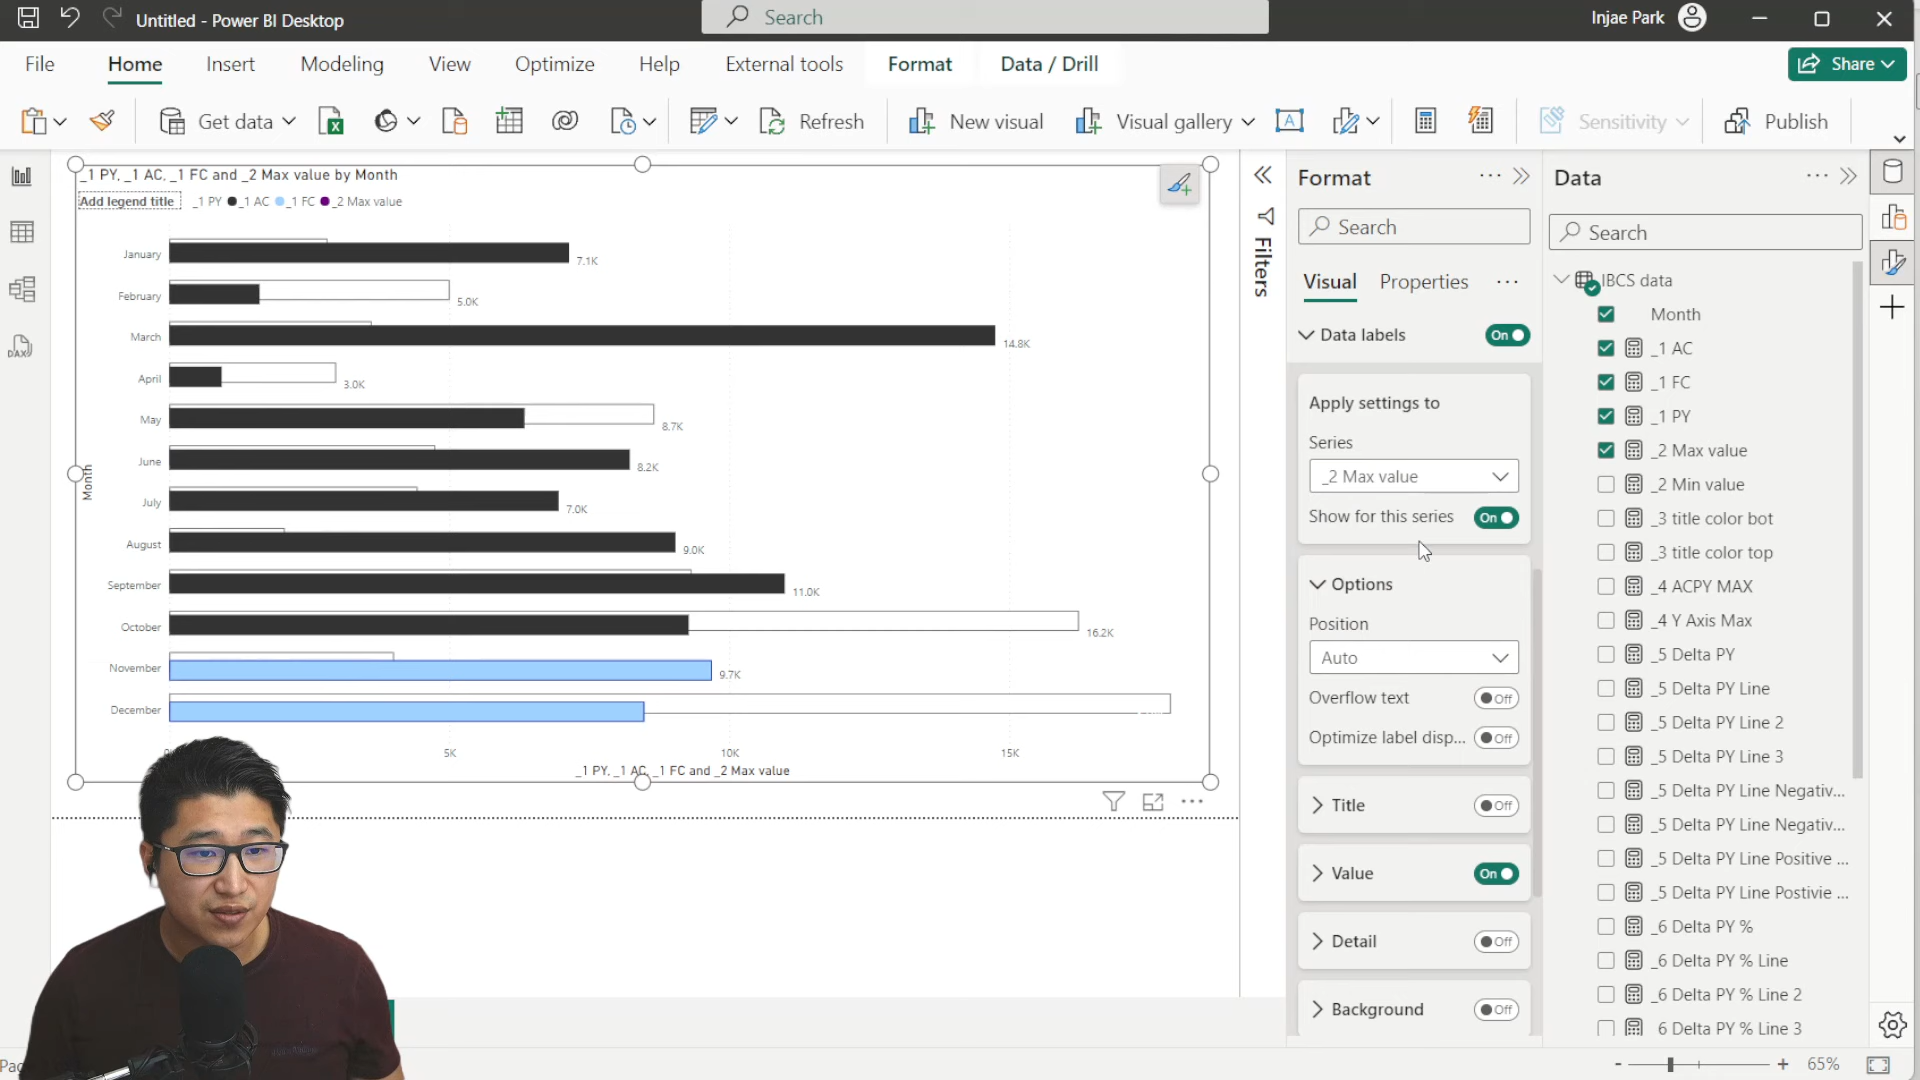 Untitled - Power BI Desktop
Search
Injae Park
File Home Insert Modeling View Optimize Help External tools Format Data / Drill
Share
Get data
Refresh
New visual
Visual gallery
A
Sensitivity
Publish
DAX
_1 PY, _1 AC, _1 FC and _2 Max value by Month
Add legend title _1 PY _1 AC _1 FC _2 Max value
January 7.1K
February 5.0K
March 14.8K
April 3.0K
May 8.7K
June 8.2K
July 7.0K
August 9.0K
September 11.0K
October 16.2K
November 9.7K
December
Month
5K 10K 15K
_1 PY, _1 AC, _1 FC and _2 Max value
Filters
Format
Search
Visual Properties
Data labels On
Apply settings to
Series
_2 Max value
Show for this series On
Options
Position
Auto
Overflow text Off
Optimize label disp... Off
Title Off
Value On
Detail Off
Background Off
Data
Search
IBCS data
Month
_1 AC
_1 FC
_1 PY
_2 Max value
_2 Min value
_3 title color bot
_3 title color top
_4 ACPY MAX
_4 Y Axis Max
_5 Delta PY
_5 Delta PY Line
_5 Delta PY Line 2
_5 Delta PY Line 3
_5 Delta PY Line Negativ...
_5 Delta PY Line Negativ...
_5 Delta PY Line Positive ...
_5 Delta PY Line Postivie ...
_6 Delta PY %
_6 Delta PY % Line
_6 Delta PY % Line 2
6 Delta PY % Line 3
- + 65%